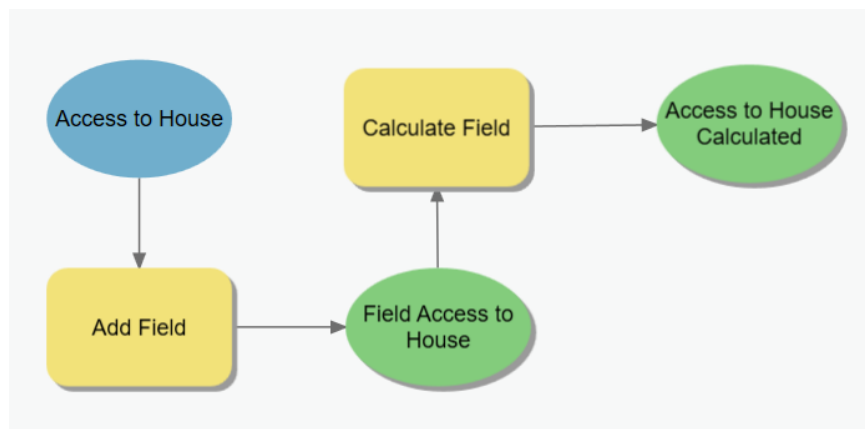 Access to House
Add Field
Field Access to
House
Calculate Field
Access to House
Calculated